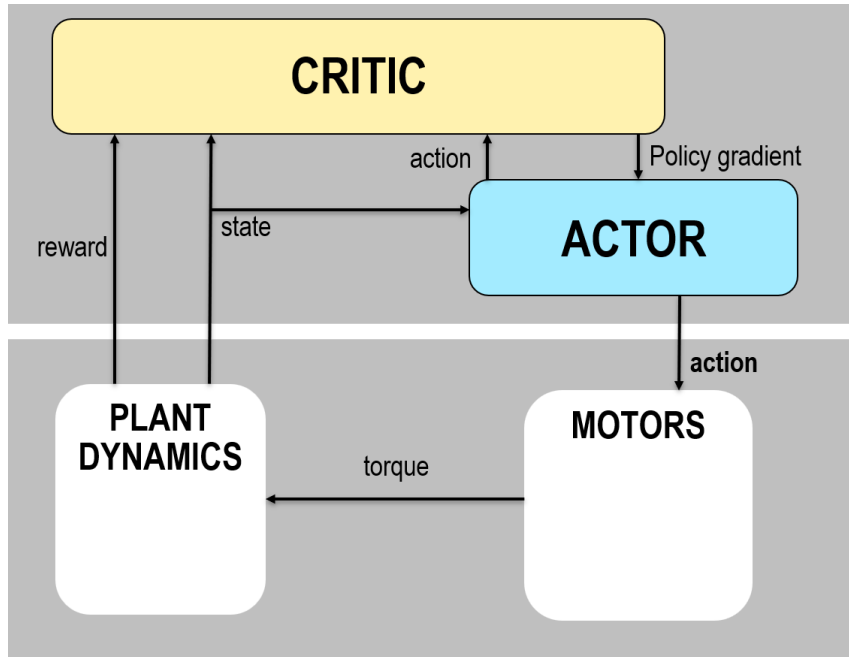 CRITIC
action
Policy gradient
reward
state
ACTOR
action
PLANT
DYNAMICS
MOTORS
torque